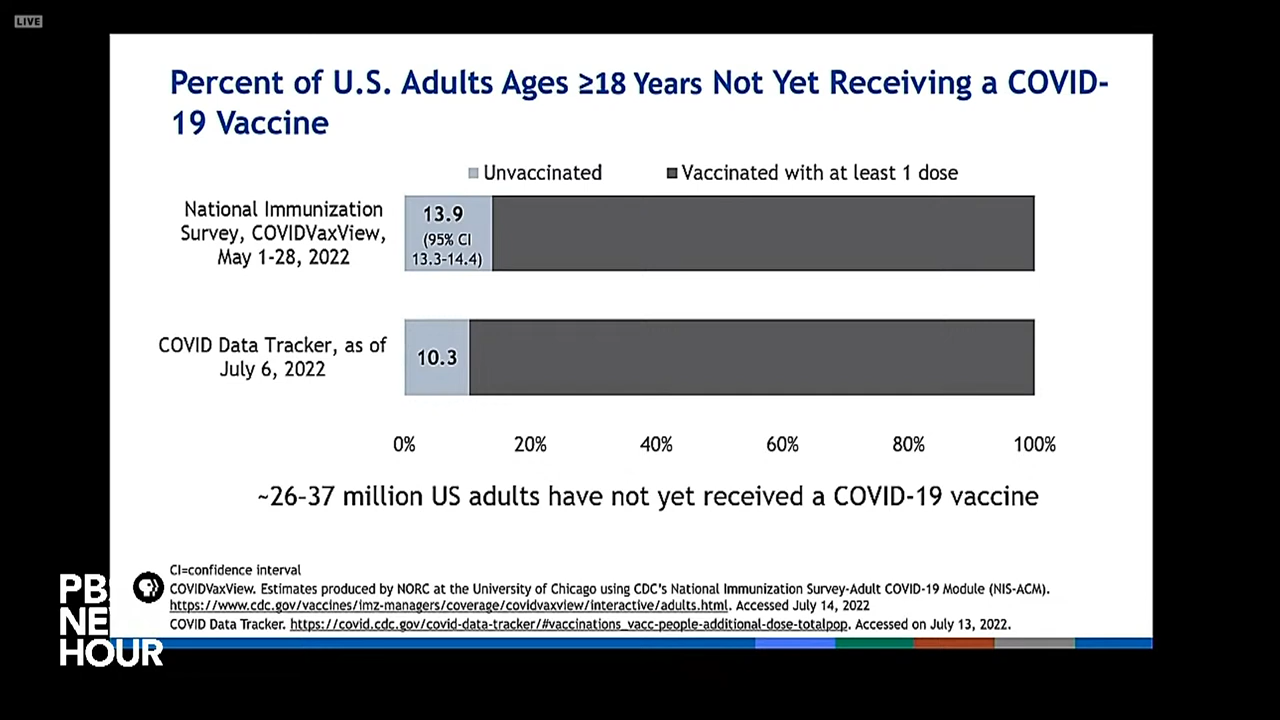 LIVE
Percent of U.S. Adults Ages ≥18 Years Not Yet Receiving a COVID-
19 Vaccine
Unvaccinated
Vaccinated with at least 1 dose
National Immunization
Survey, COVIDVaxView,
May 1-28, 2022
13.9
(95% CI
13.3-14.4)
COVID Data Tracker, as of
July 6, 2022
10.3
0% 20% 40% 60% 80% 100%
~26-37 million US adults have not yet received a COVID-19 vaccine
CI=confidence interval
COVIDVaxView. Estimates produced by NORC at the University of Chicago using CDC's National Immunization Survey-Adult COVID-19 Module (NIS-ACM).
https://www.cdc.gov/vaccines/imz-managers/coverage/covidvaxview/interactive/adults.html. Accessed July 14, 2022
COVID Data Tracker. https://covid.cdc.gov/covid-data-tracker/#vaccinations_vacc-people-additional-dose-totalpop. Accessed on July 13, 2022.
PB
NE
HOUR